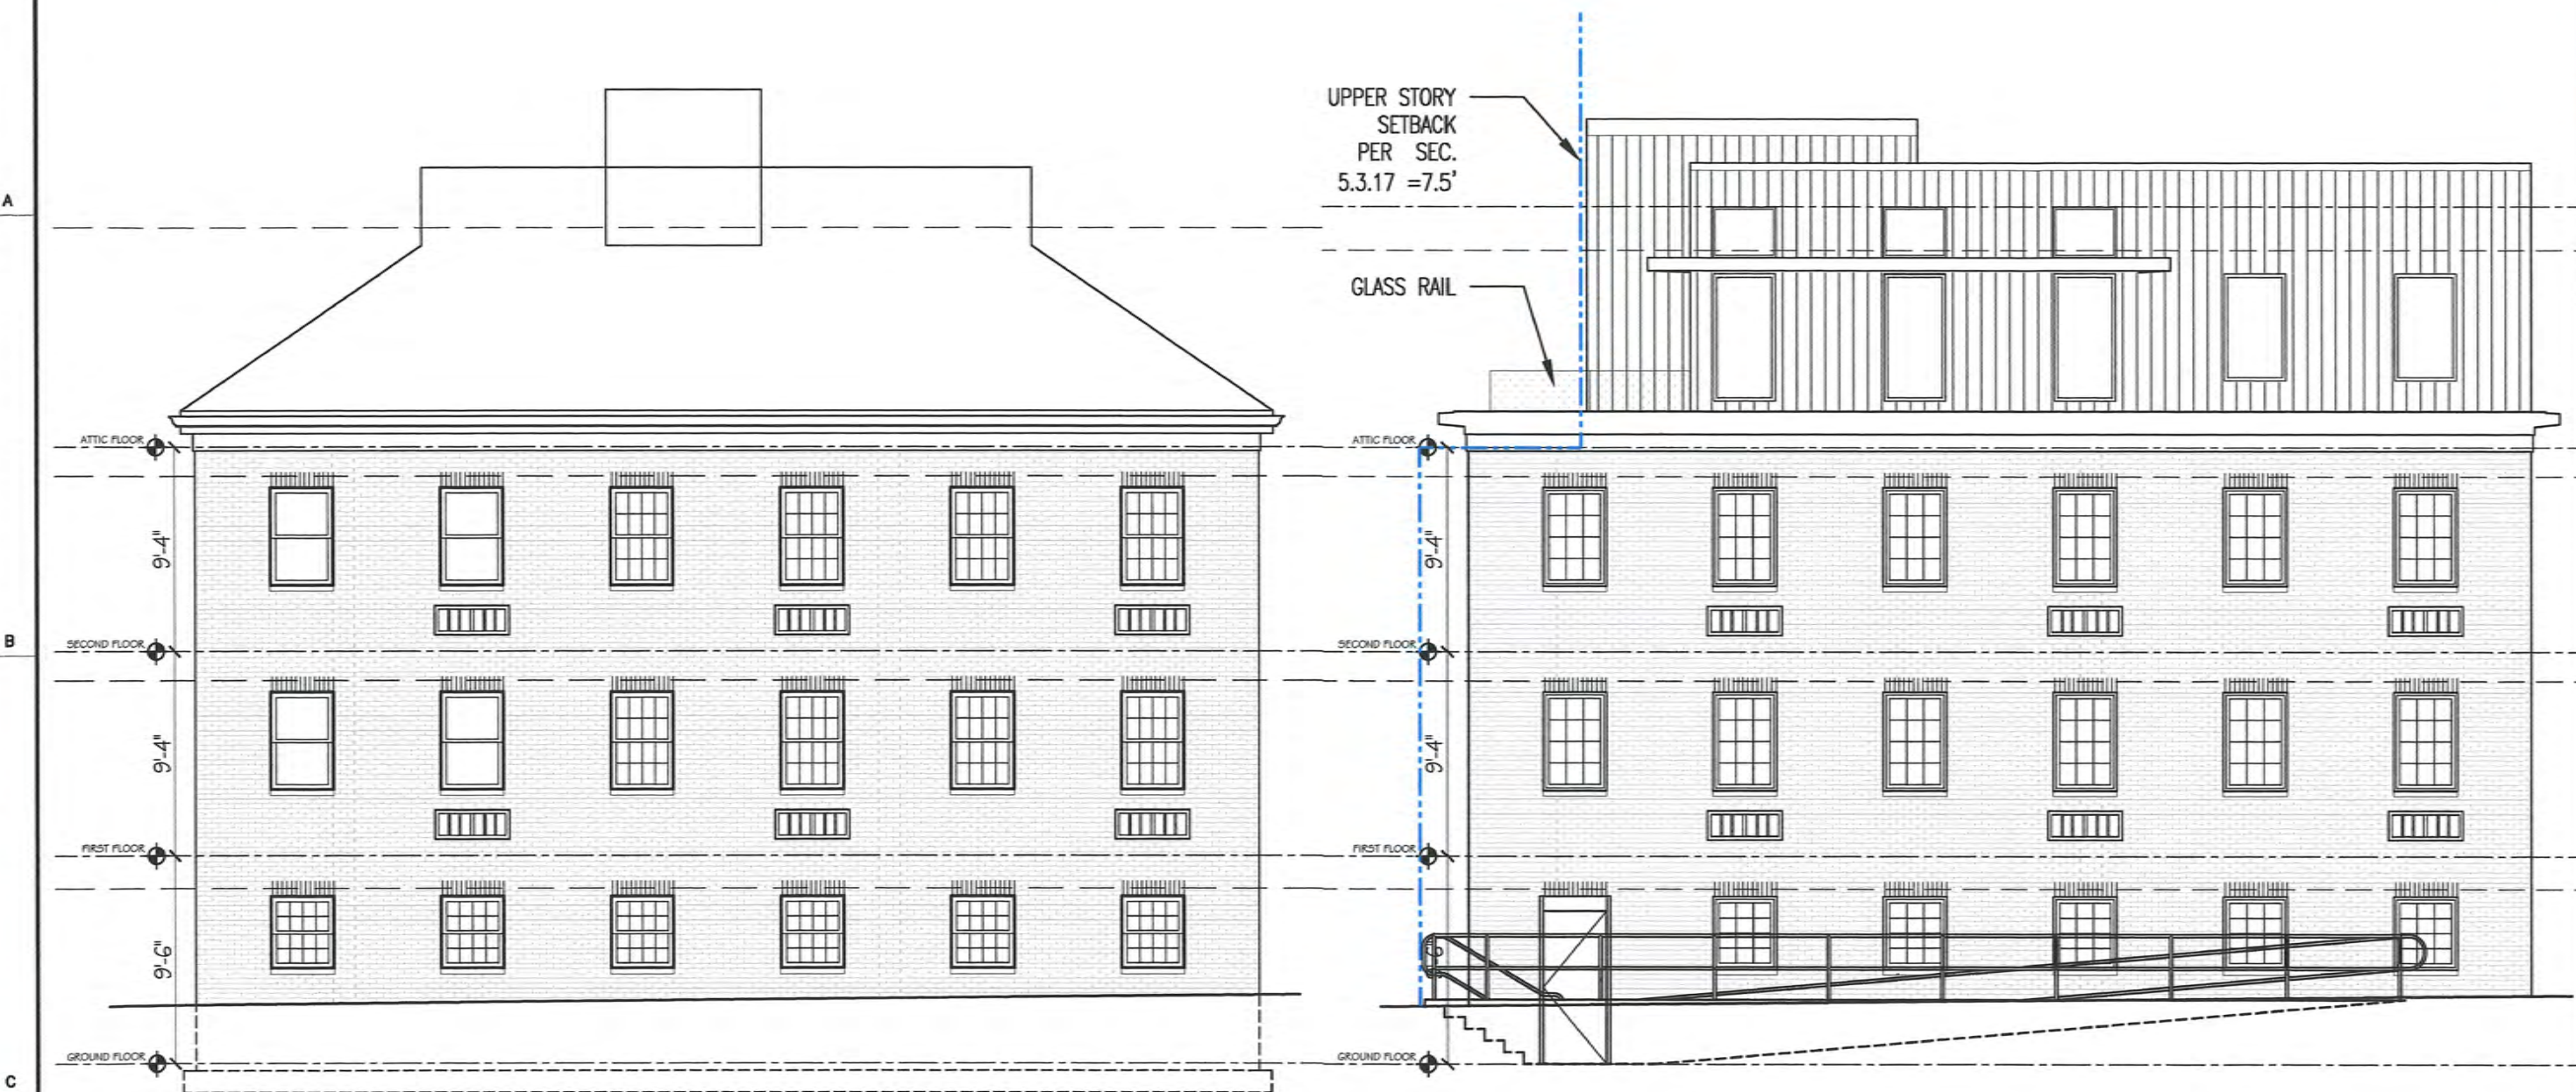 A
B
C
UPPER STORY
SETBACK
PER SEC.
5.3.17 =7.5'
GLASS RAIL
ATTIC FLOOR
9'-4"
SECOND FLOOR
9'-4"
FIRST FLOOR
9'-6"
GROUND FLOOR
ATTIC FLOOR
9'-4"
SECOND FLOOR
9'-4"
FIRST FLOOR
GROUND FLOOR